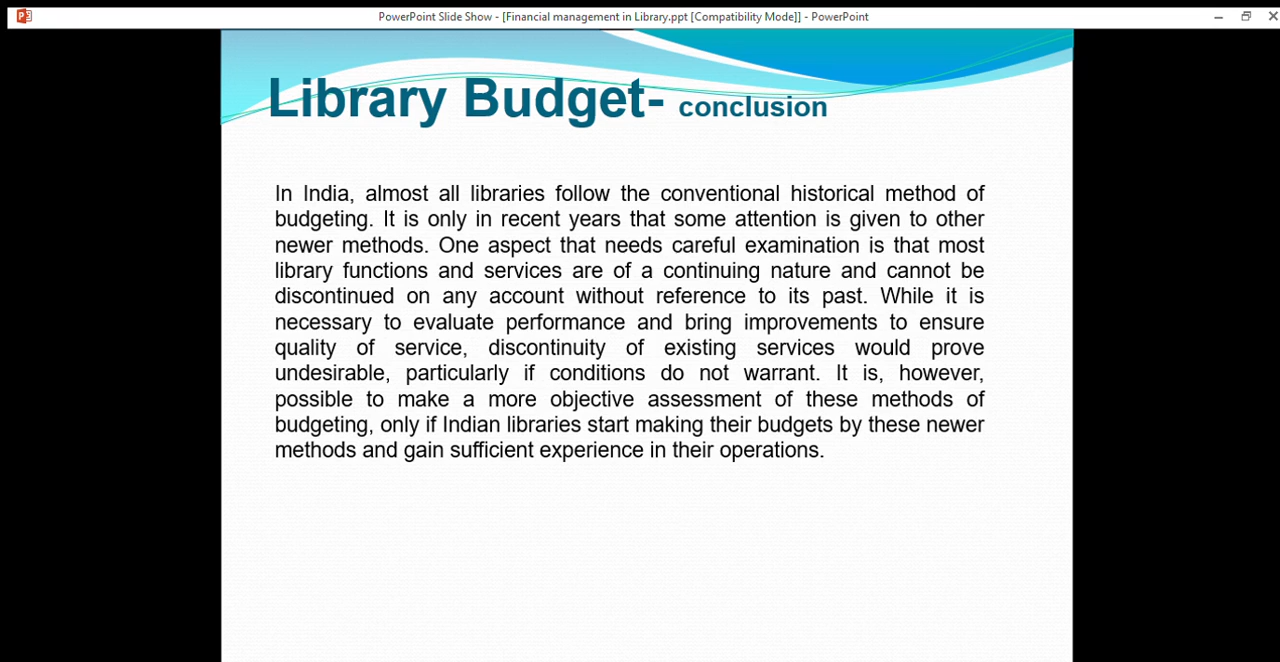 PowerPoint Slide Show - [Financial management in Library.ppt [Compatibility Mode]] - PowerPoint
Library Budget- conclusion
In India, almost all libraries follow the conventional historical method of
budgeting. It is only in recent years that some attention is given to other
newer methods. One aspect that needs careful examination is that most
library functions and services are of a continuing nature and cannot be
discontinued on any account without reference to its past. While it is
necessary to evaluate performance and bring improvements to ensure
quality of service, discontinuity of existing services would prove
undesirable, particularly if conditions do not warrant. It is, however,
possible to make a more objective assessment of these methods of
budgeting, only if Indian libraries start making their budgets by these newer
methods and gain sufficient experience in their operations.